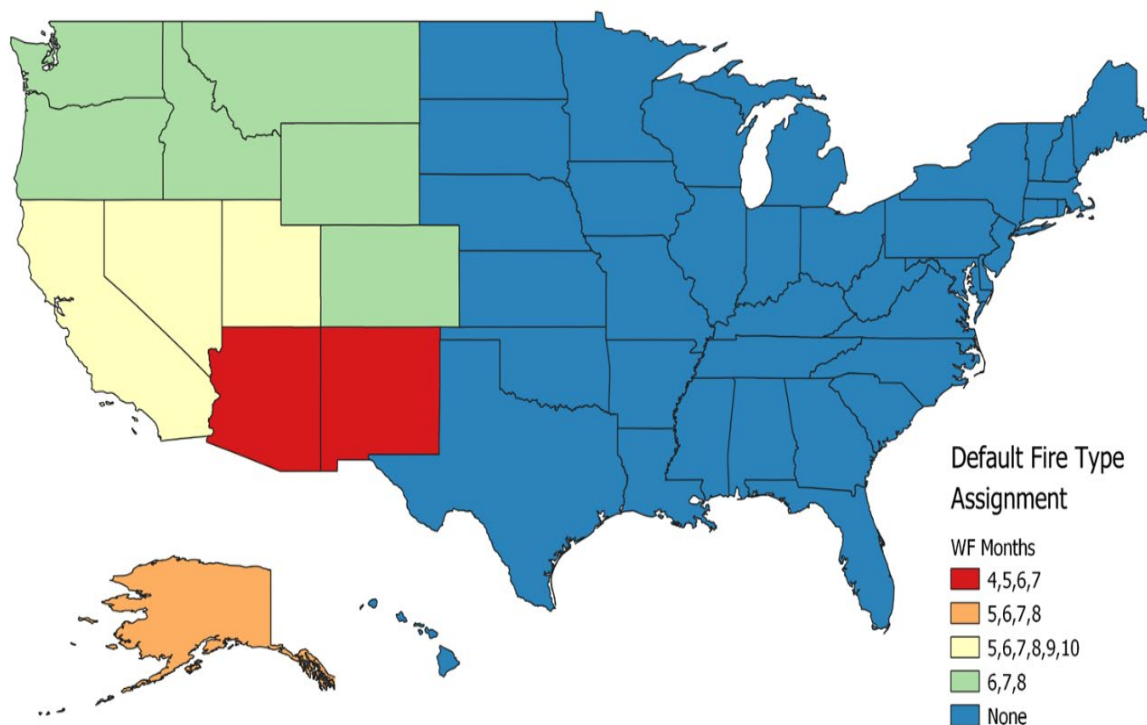 Default Fire Type
Assignment
WF Months
4,5,6,7
5,6,7,8
5,6,7,8,9,10
6,7,8
None